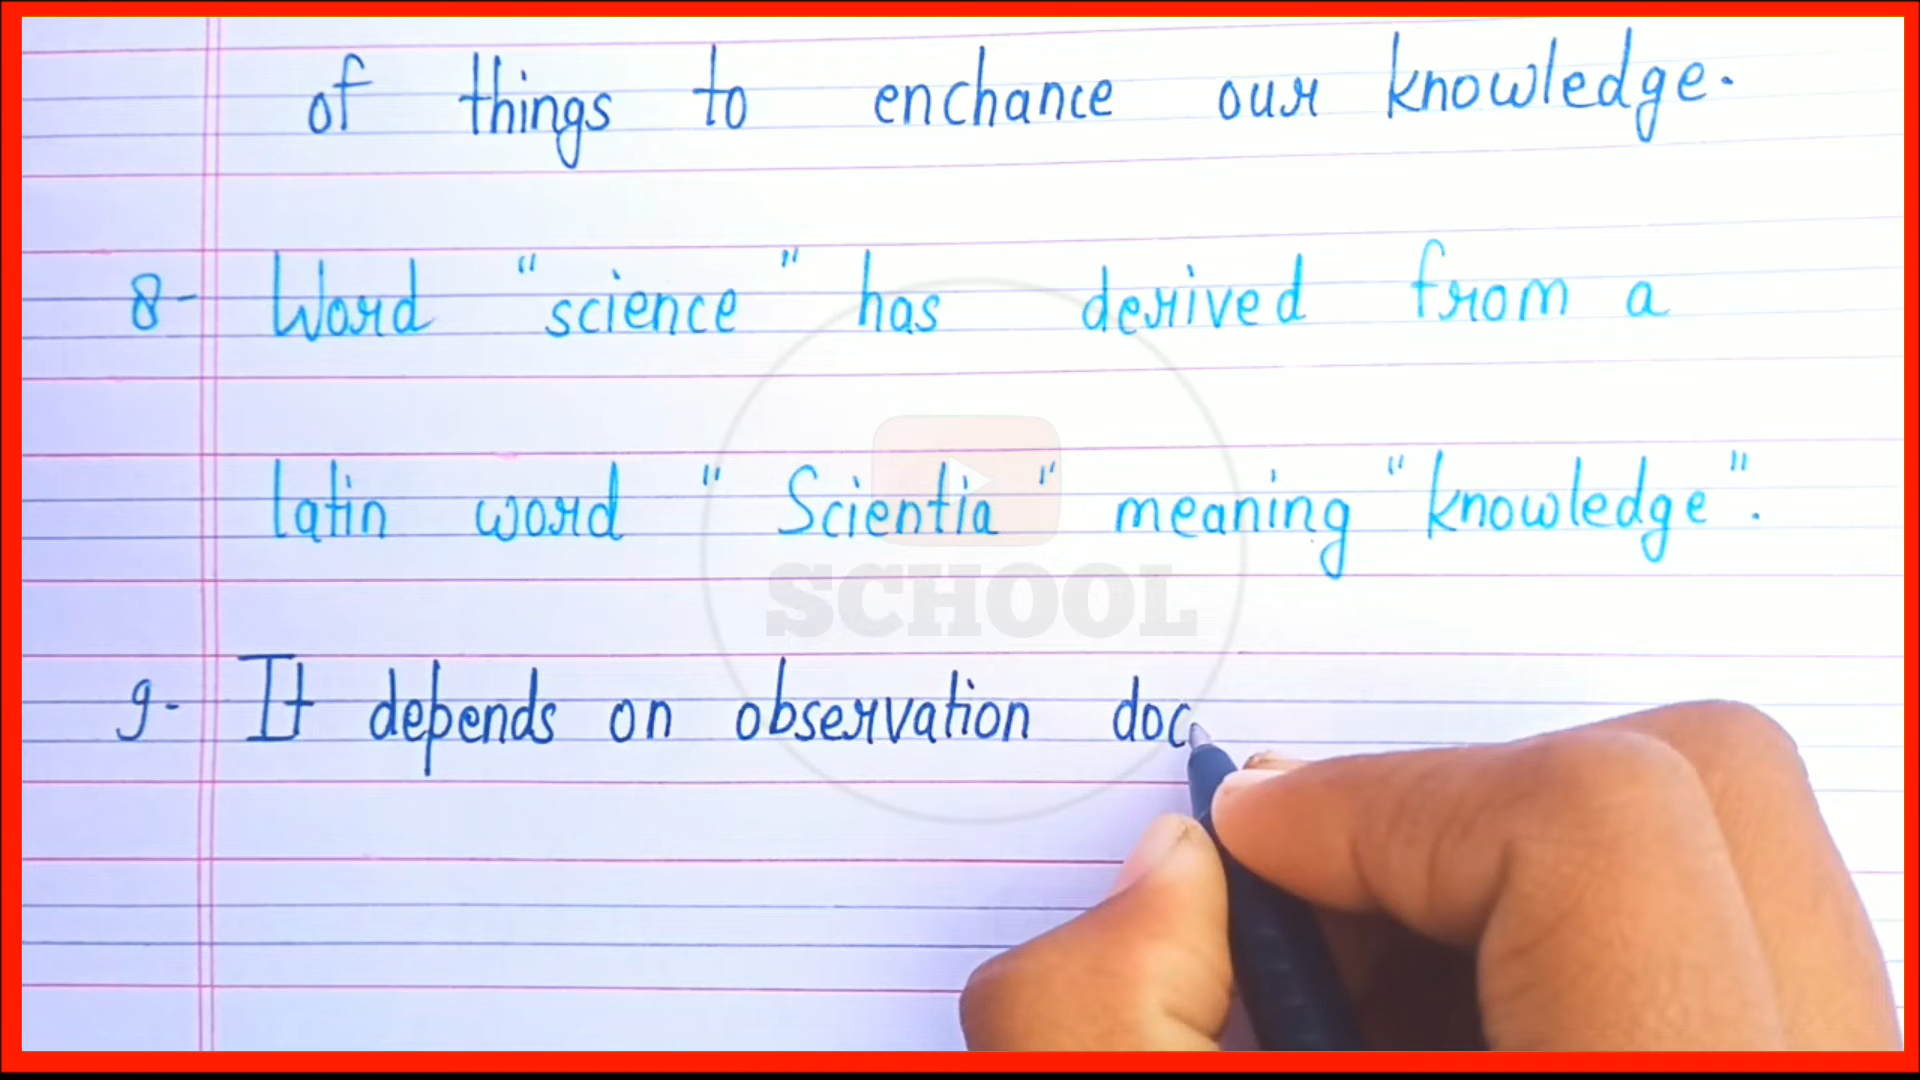 of things to enchance our knowledge.
8- Word "science" has derived from a
latin word "Scientia" meaning "knowledge".
SCHOOL
9- It depends on observation doc